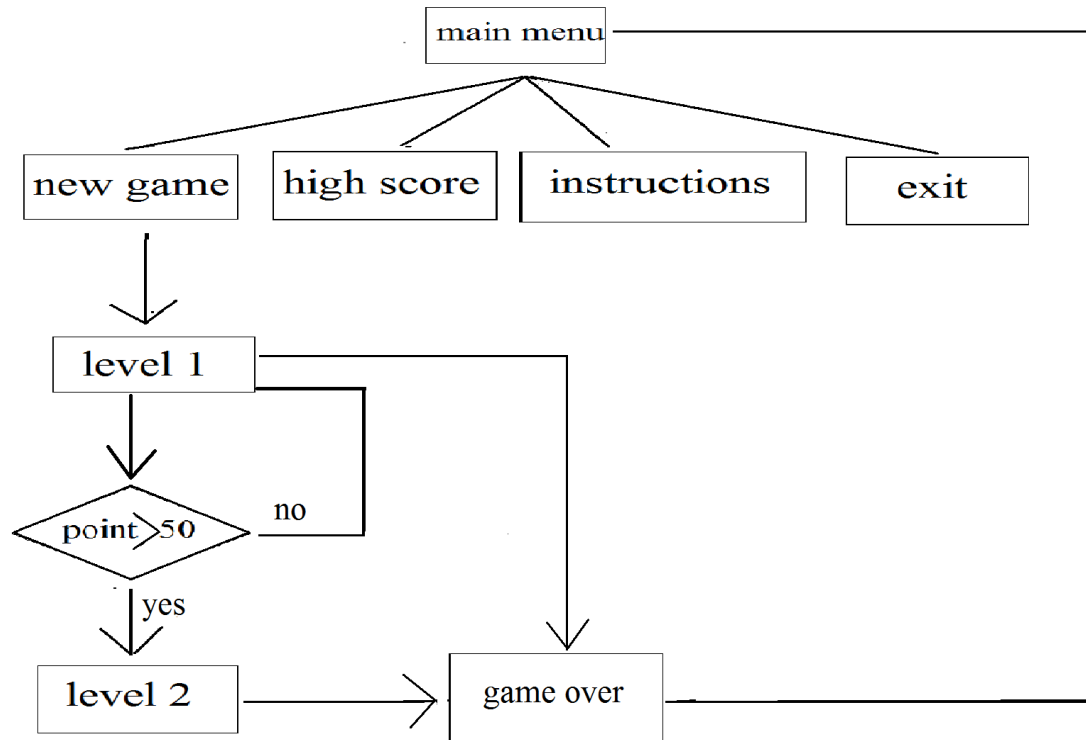 main menu
new game
high score
instructions
exit
level 1
point>50
no
yes
level 2
game over